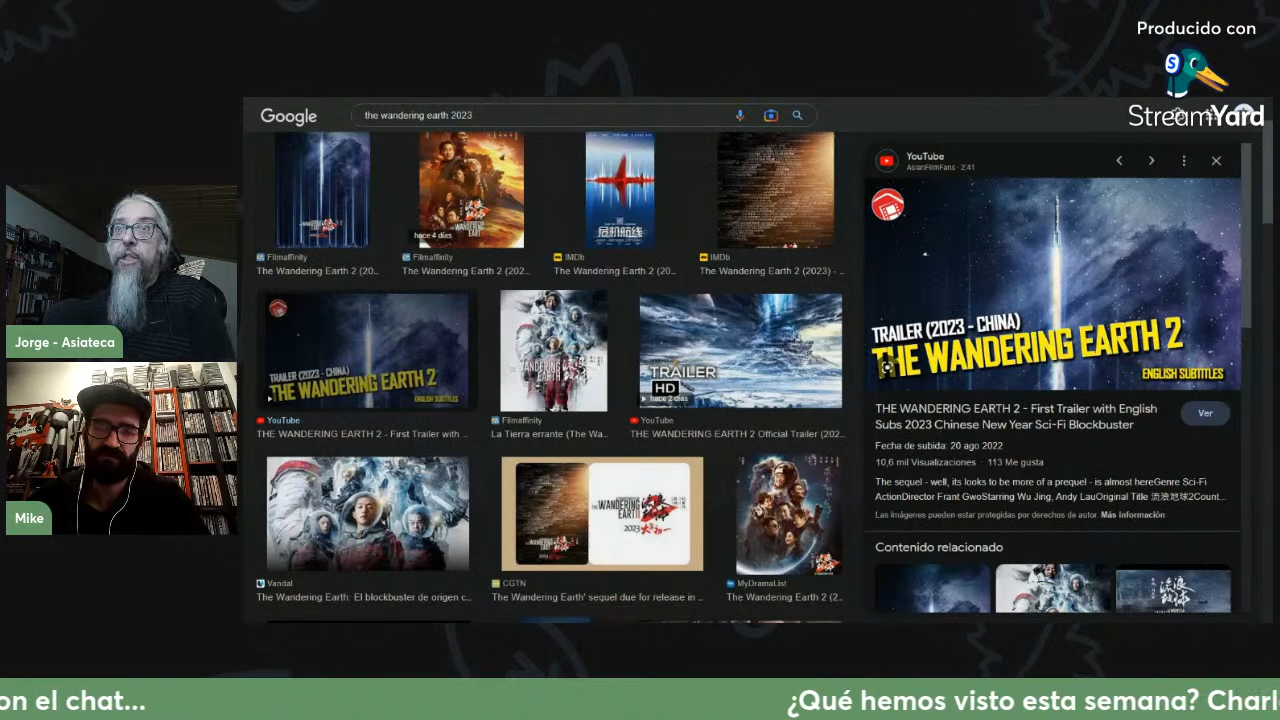 Producido con
StreamYard
Google
the wandering earth 2023
hace 4 días
Filmaffinity
The Wandering Earth 2 (20...
Filmaffinity
The Wandering Earth 2 (202...
IMDb
The Wandering Earth 2 (20...
IMDb
The Wandering Earth 2 (2023) - ...
TRAILER (2023 - CHINA)
THE WANDERING EARTH 2
ENGLISH SUBTITLES
YouTube
THE WANDERING EARTH 2 - First Trailer with ...
Filmaffinity
La Tierra errante (The Wa...
TRAILER
HD
hace 2 días
YouTube
THE WANDERING EARTH 2 Official Trailer (202...
Vandal
The Wandering Earth: El blockbuster de origen c...
THE WANDERING
EARTH II
2023
CGTN
The Wandering Earth' sequel due for release in ...
MyDramaList
The Wandering Earth 2 (2...
YouTube
AsianFilmFans · 2:41
TRAILER (2023 - CHINA)
THE WANDERING EARTH 2
ENGLISH SUBTITLES
THE WANDERING EARTH 2 - First Trailer with English
Subs 2023 Chinese New Year Sci-Fi Blockbuster
Ver
Fecha de subida: 20 ago 2022
10,6 mil Visualizaciones · 113 Me gusta
The sequel - well, its looks to be more of a prequel - is almost hereGenre Sci-Fi
ActionDirector Frant GwoStarring Wu Jing, Andy LauOriginal Title 流浪地球2Count...
Las imágenes pueden estar protegidas por derechos de autor. Más información
Contenido relacionado
Jorge - Asiateca
Mike
on el chat...
¿Qué hemos visto esta semana? Charl